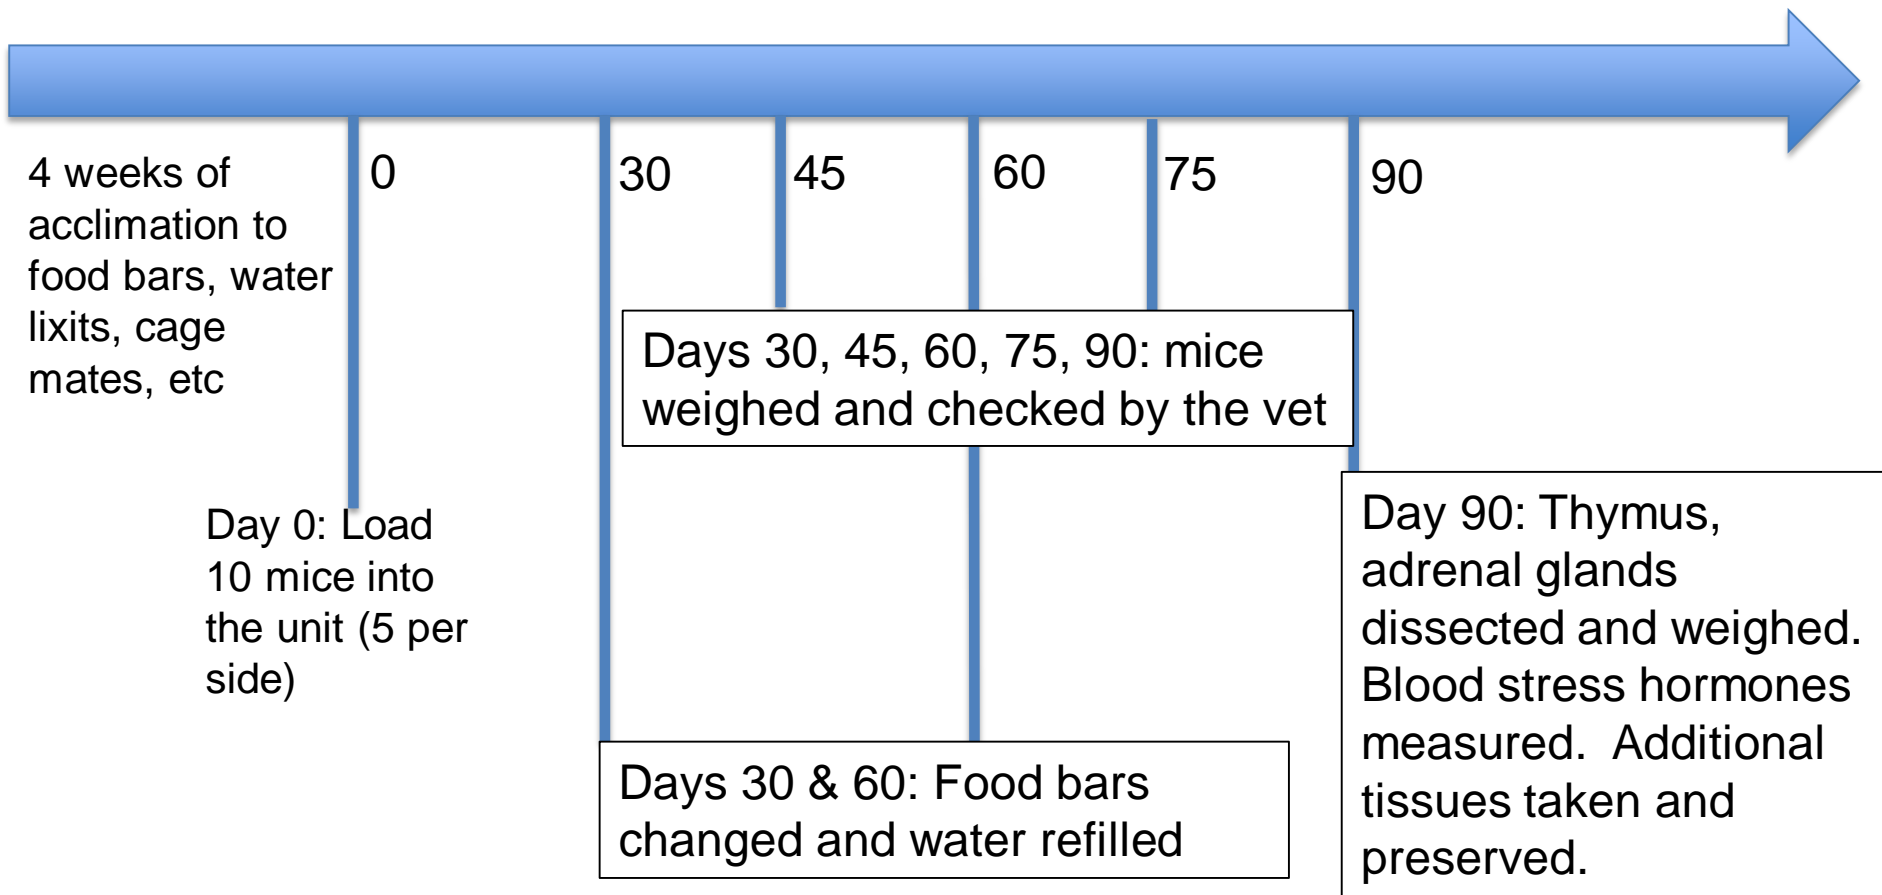 4 weeks of
acclimation to
food bars, water
lixits, cage
mates, etc
0
30
45
60
75
90
Days 30, 45, 60, 75, 90: mice
weighed and checked by the vet
Day 0: Load
10 mice into
the unit (5 per
side)
Days 30 & 60: Food bars
changed and water refilled
Day 90: Thymus,
adrenal glands
dissected and weighed.
Blood stress hormones
measured.  Additional
tissues taken and
preserved.